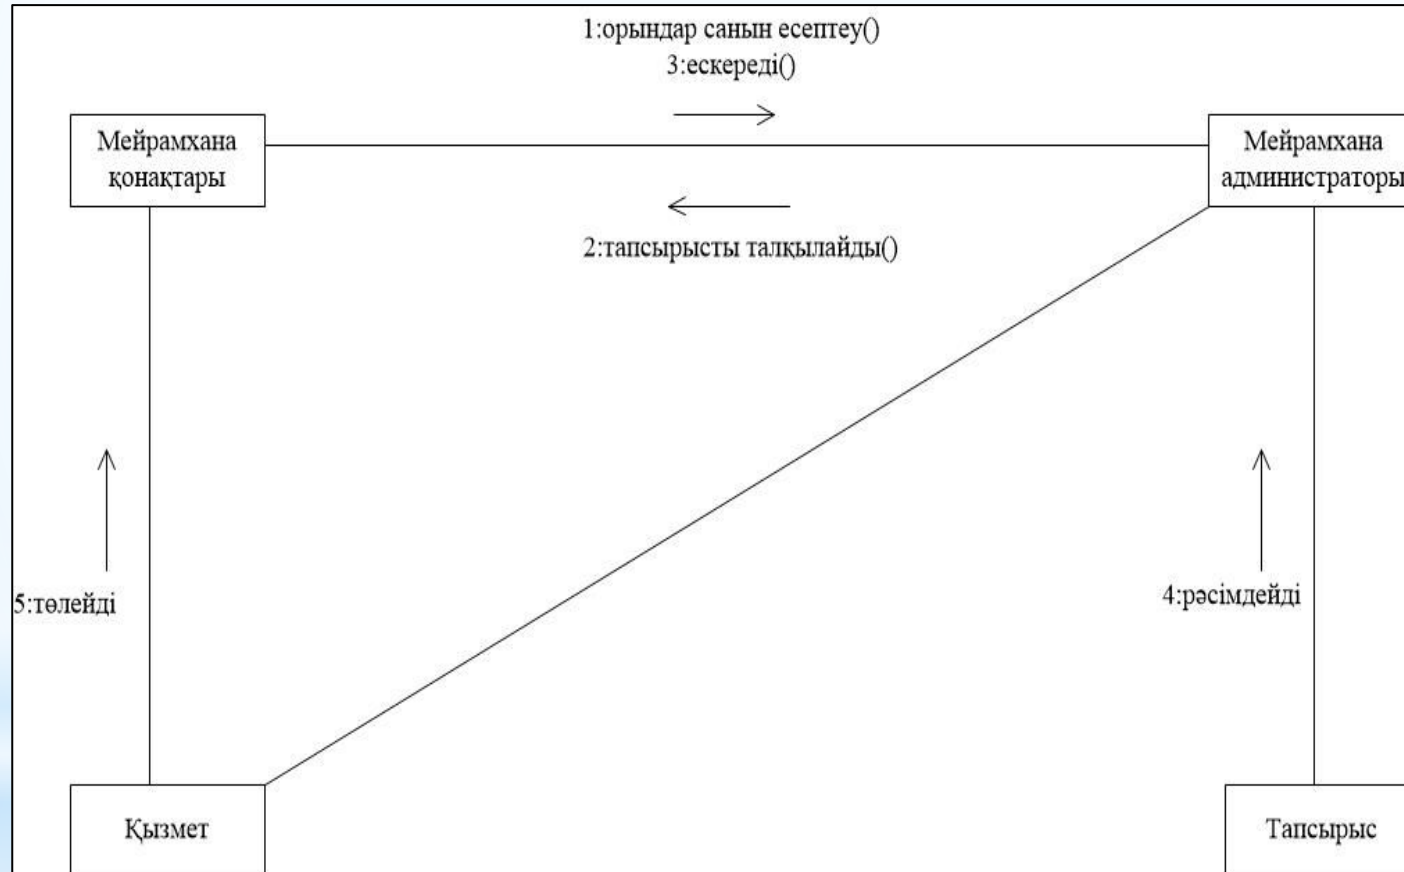 1:орындар санын есептеу()
3:ескереді()
Мейрамхана
қонақтары
Мейрамхана
администраторы
2:тапсырысты талқылайды()
5:төлейді
4:рәсімдейді
Қызмет
Тапсырыс